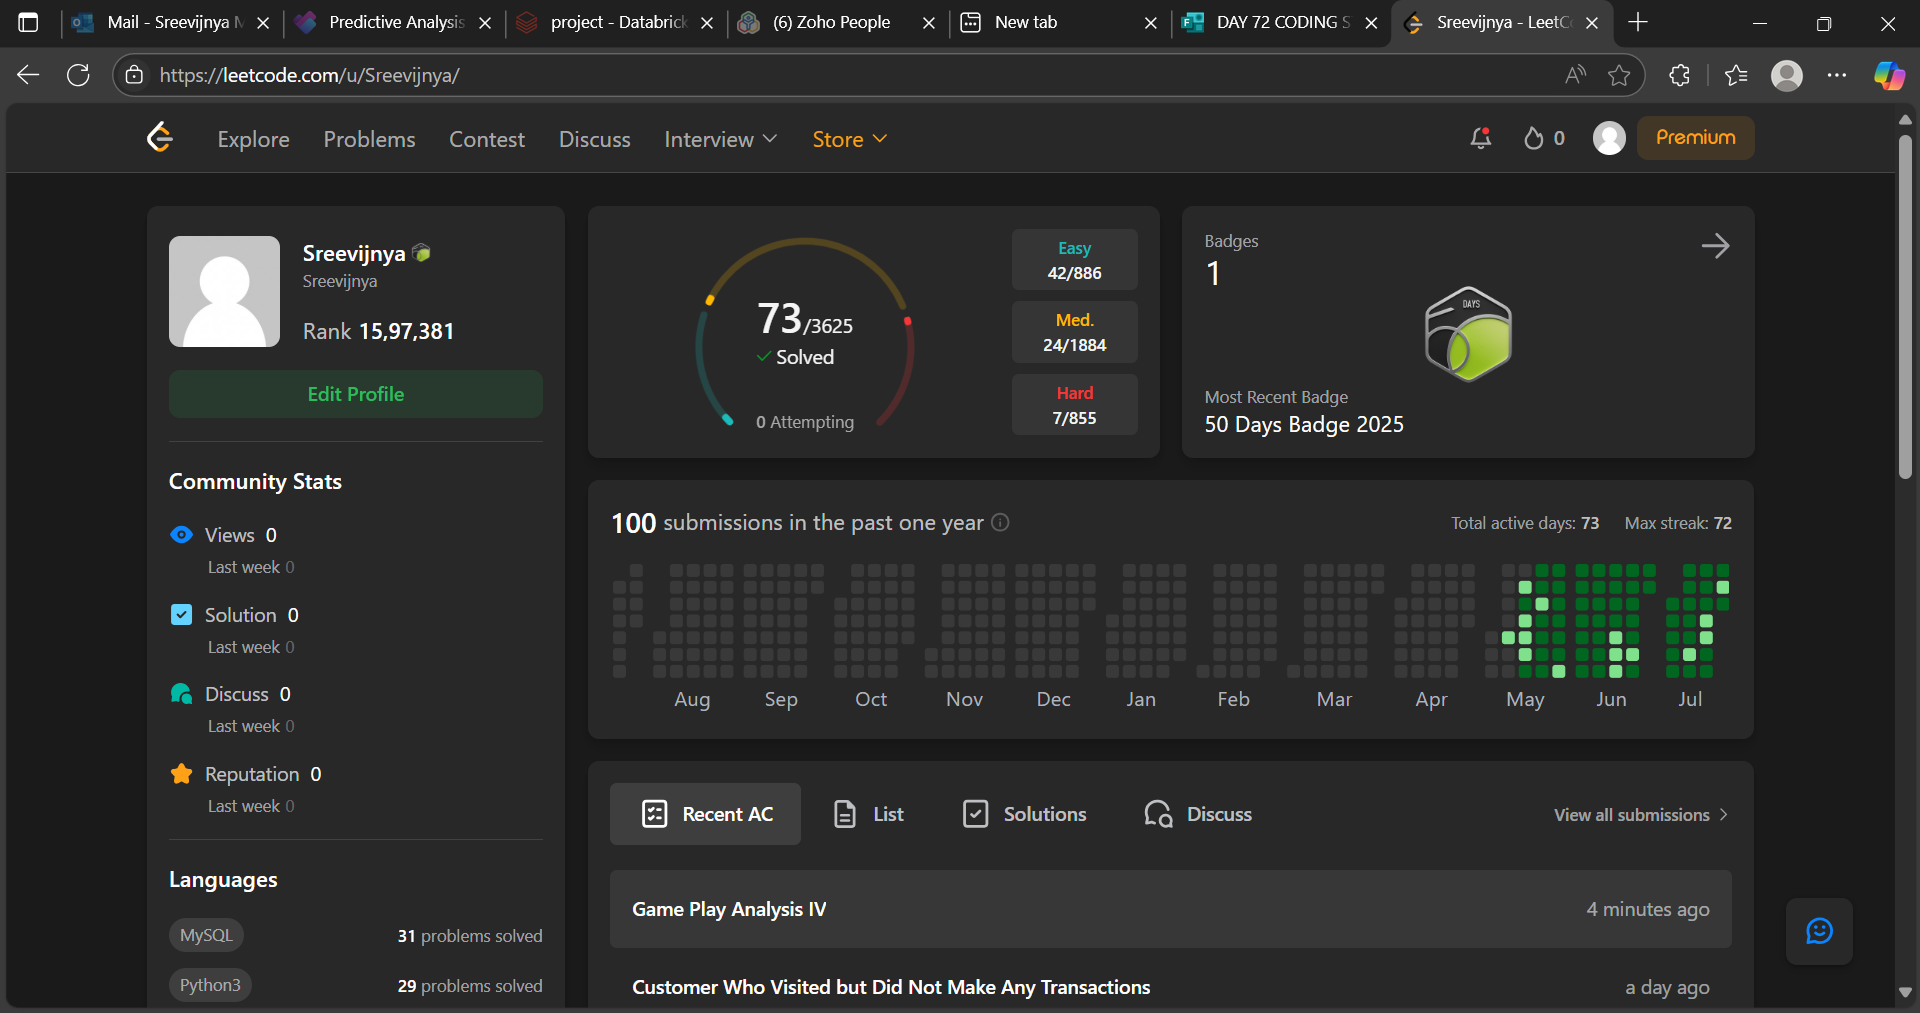 Mail - Sreevijnya M
Predictive Analysis
project - Databrick
(6) Zoho People
New tab
DAY 72 CODING S
Sreevijnya - LeetCo
https://leetcode.com/u/Sreevijnya/
Explore
Problems
Contest
Discuss
Interview
Store
0
Premium
Sreevijnya
Sreevijnya
Rank 15,97,381
Edit Profile
Community Stats
Views 0
Last week 0
Solution 0
Last week 0
Discuss 0
Last week 0
Reputation 0
Last week 0
Languages
MySQL
31 problems solved
Python3
29 problems solved
73/3625
Solved
0 Attempting
Easy
42/886
Med.
24/1884
Hard
7/855
Badges
1
DAYS
Most Recent Badge
50 Days Badge 2025
100 submissions in the past one year
Total active days: 73
Max streak: 72
Aug
Sep
Oct
Nov
Dec
Jan
Feb
Mar
Apr
May
Jun
Jul
Recent AC
List
Solutions
Discuss
View all submissions
Game Play Analysis IV
4 minutes ago
Customer Who Visited but Did Not Make Any Transactions
a day ago